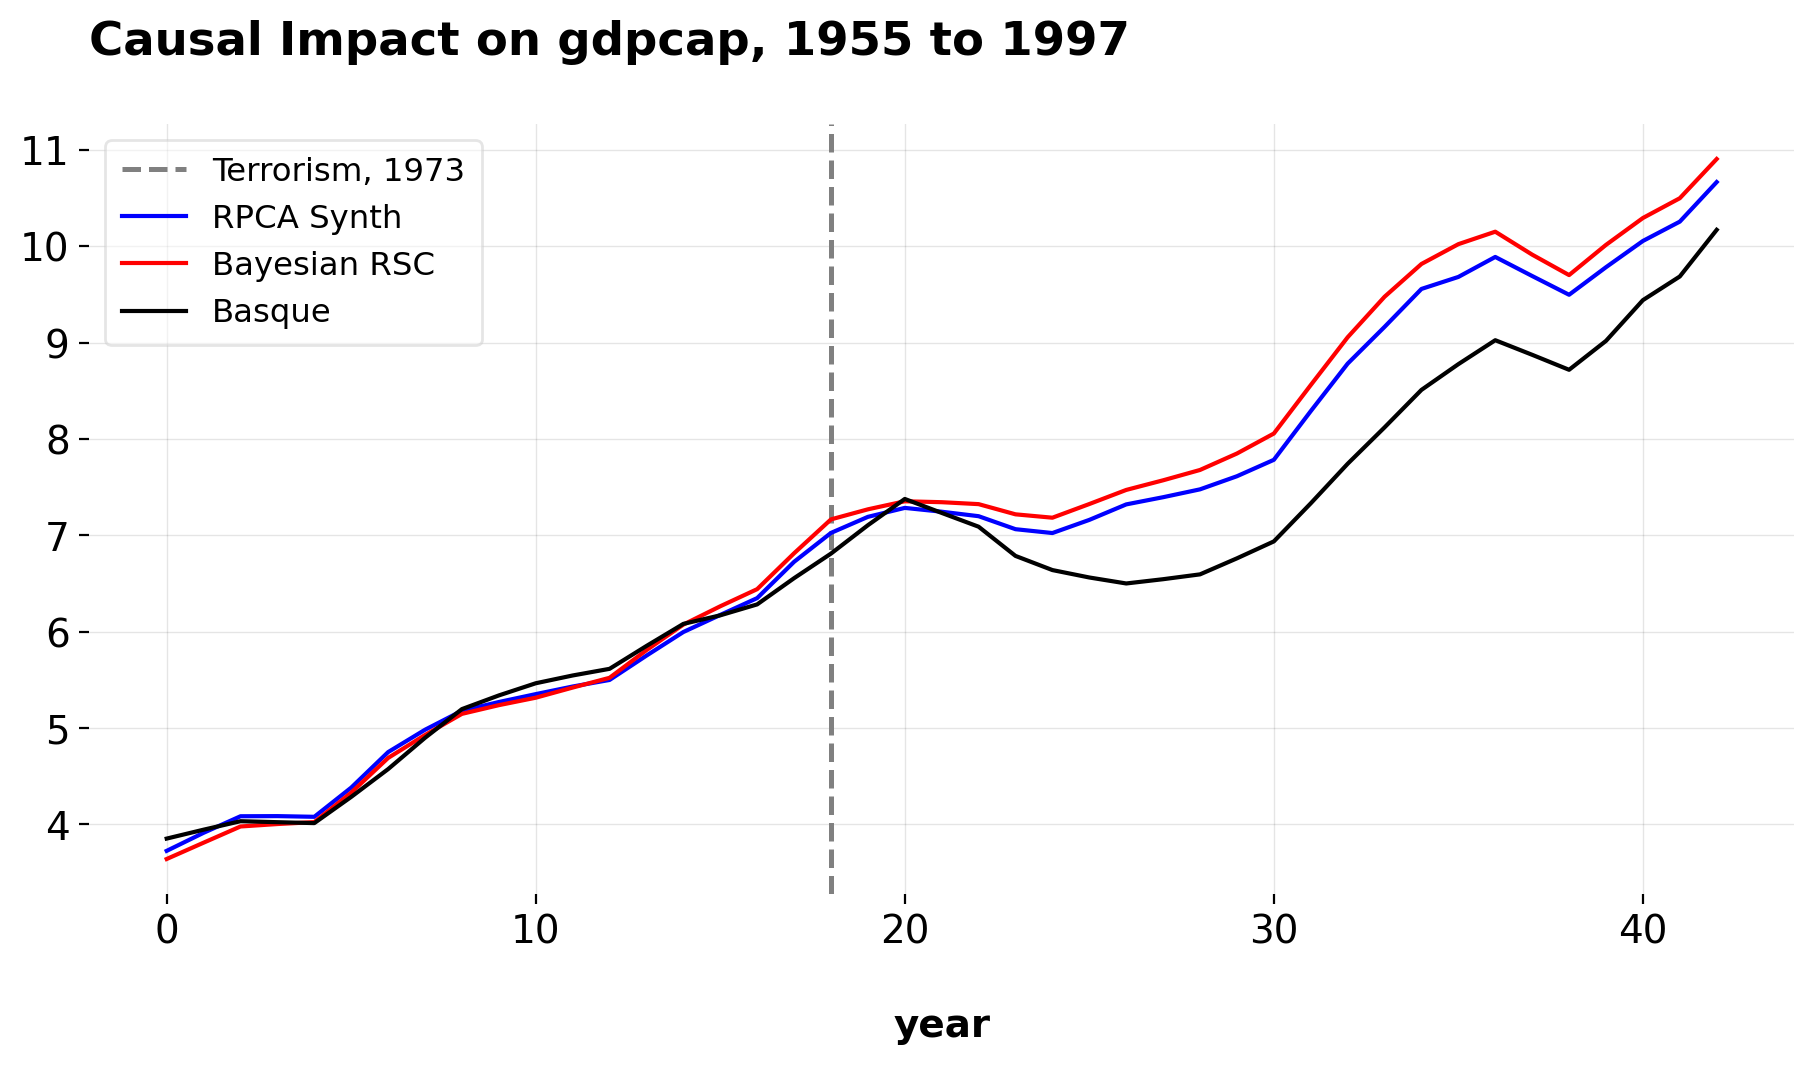 Causal Impact on gdpcap, 1955 to 1997
11
10
9
8
7
6
5
4
Terrorism, 1973
RPCA Synth
Bayesian RSC
Basque
0 10 20 30 40
year